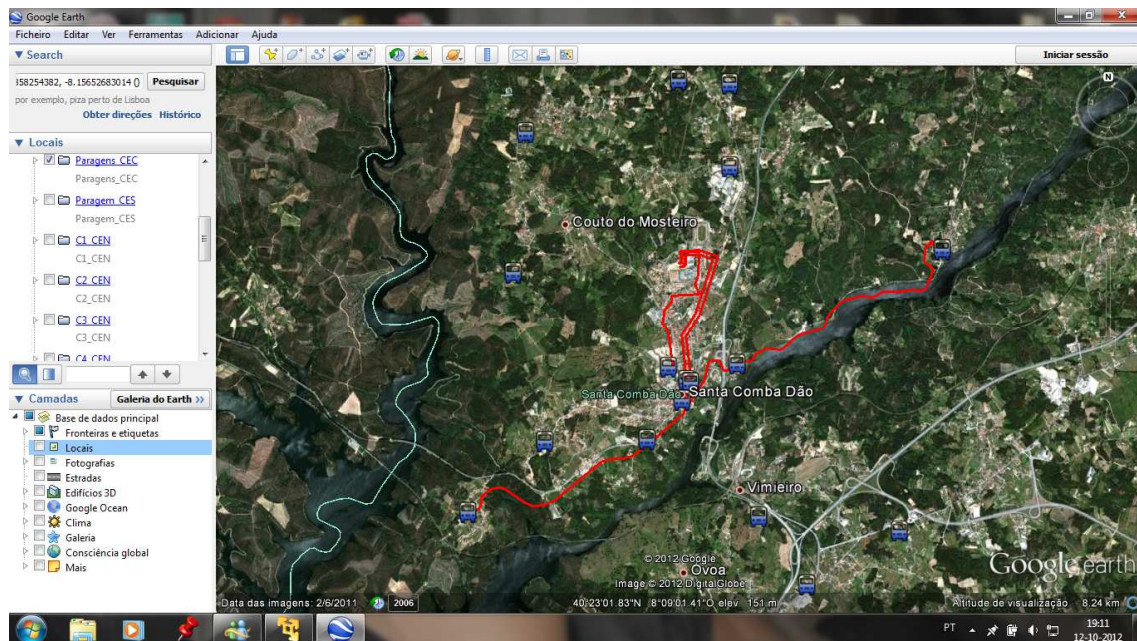 Google Earth
Ficheiro Editar Ver Ferramentas Adicionar Ajuda
Search
Iniciar sessão
358254382, -8.15652683014 () Pesquisar
por exemplo, piza perto de Lisboa
Obter direções Histórico
Locais
Paragens_CEC
Paragens_CEC
Paragem_CES
Paragem_CES
C1_CEN
C1_CEN
C2_CEN
C2_CEN
C3_CEN
C3_CEN
C4_CEN
Camadas Galeria do Earth >>
Base de dados principal
Fronteiras e etiquetas
Locais
Fotografias
Estradas
Edifícios 3D
Google Ocean
Clima
Galeria
Consciência global
Mais
N
Couto do Mosteiro
Santa Comba Dão Santa Comba Dão
Vimieiro
© 2012 Google
Ovoa
Image © 2012 DigitalGlobe
Google earth
Data das imagens: 2/6/2011 2006 40°23'01.83"N 8°09'01.41"O elev 151 m Altitude de visualização 8.24 km
PT 19:11
12-10-2012